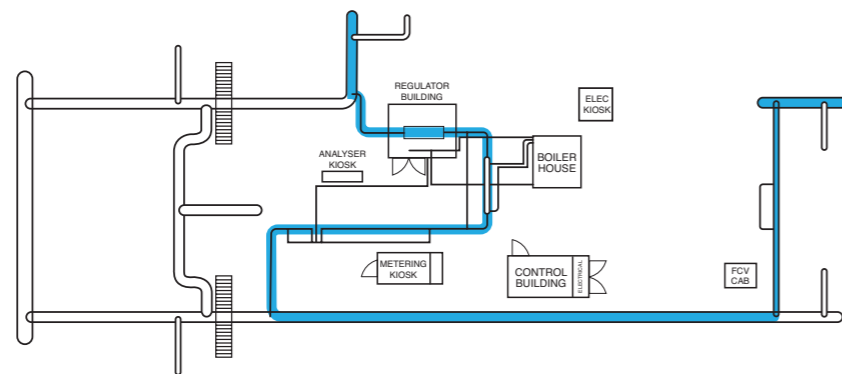 REGULATOR
BUILDING
ELEC
KIOSK
ANALYSER
KIOSK
BOILER
HOUSE
METERING
KIOSK
CONTROL
BUILDING
ELECTRICAL
FCV
CAB